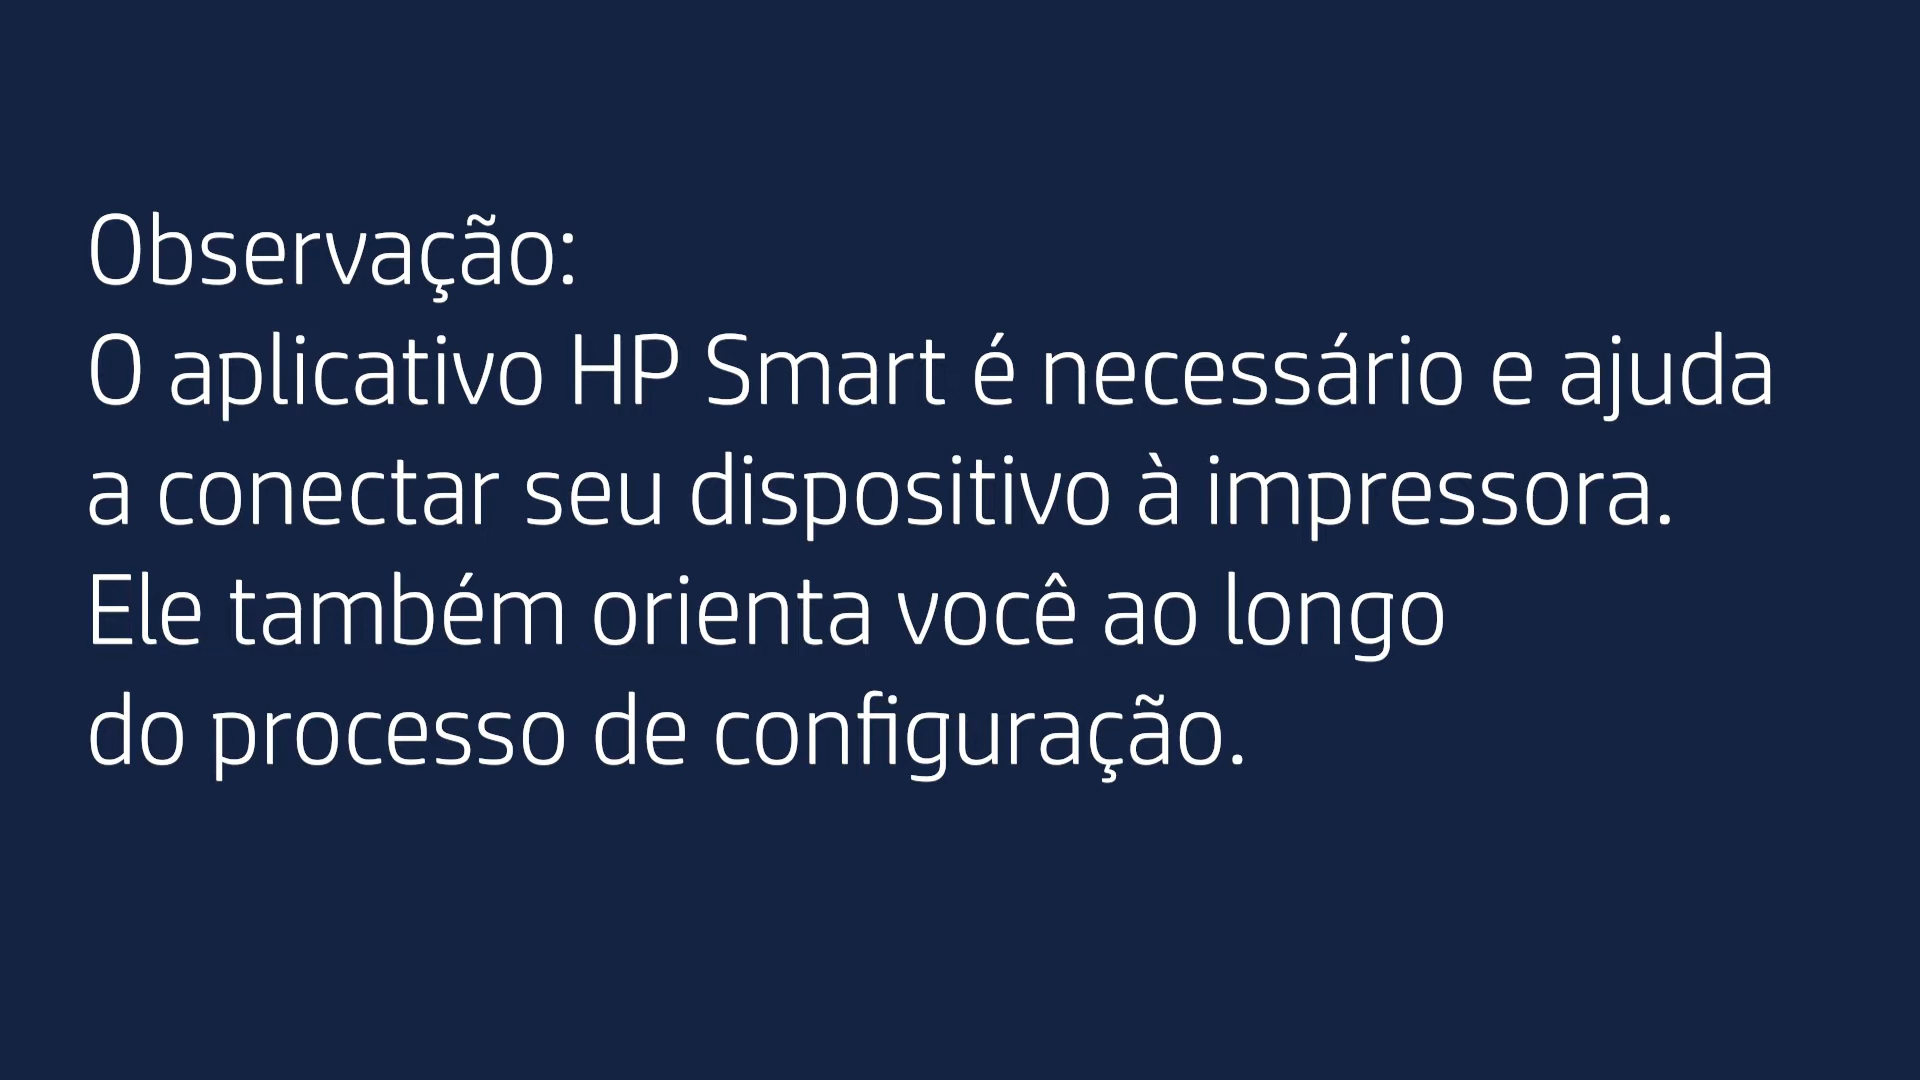 Observação:
O aplicativo HP Smart é necessário e ajuda
a conectar seu dispositivo à impressora.
Ele também orienta você ao longo
do processo de configuração.